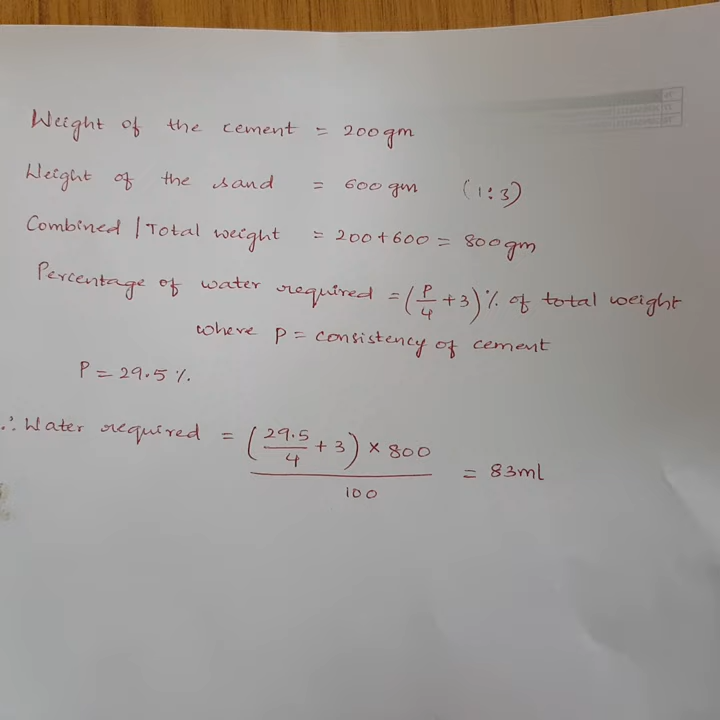 Weight of the cement = 200gm
Weight of the sand = 600gm (1:3)
Combined / Total weight = 200+600 = 800gm
Percentage of water required = (P/4 + 3) % of total weight
where P = consistency of cement
P = 29.5 %.
∴ Water required = (29.5/4 + 3) × 800 / 100 = 83ml